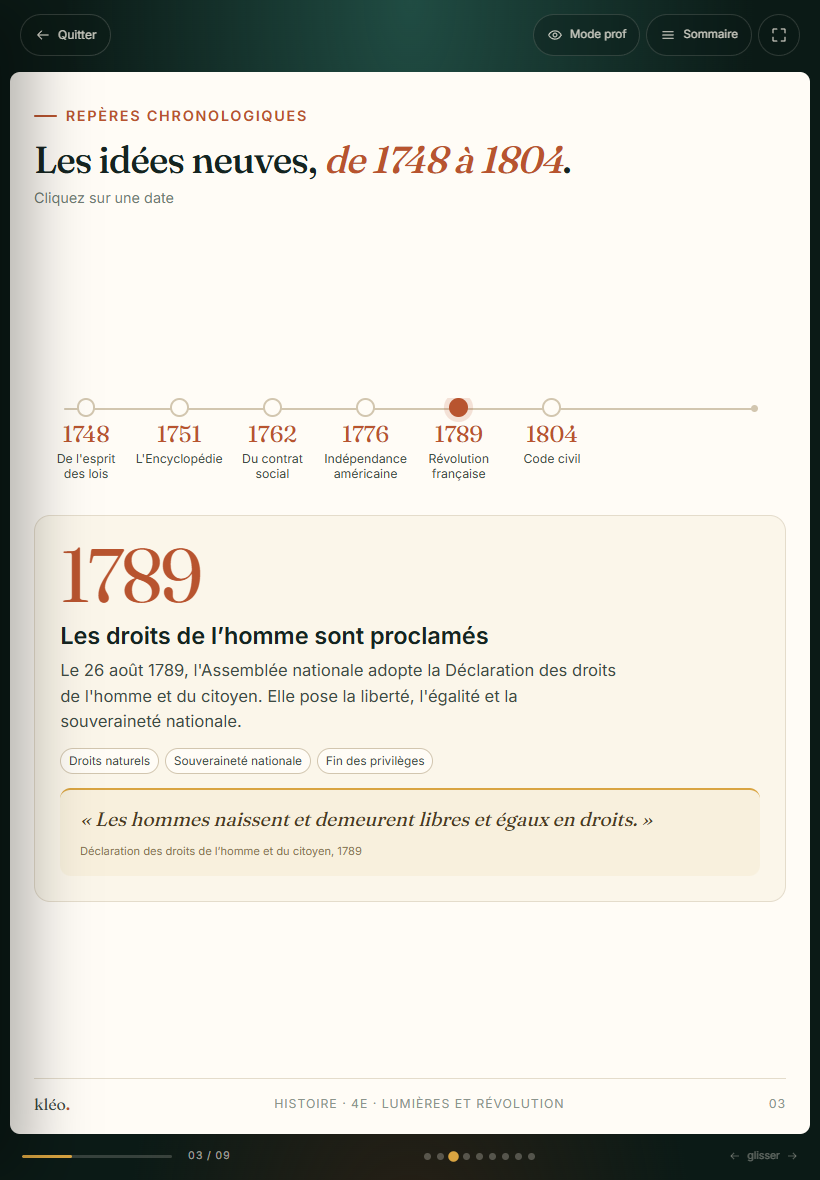 Quitter
Mode prof
Sommaire
REPÈRES CHRONOLOGIQUES
Les idées neuves, de 1748 à 1804.
Cliquez sur une date
1748
De l'esprit
des lois
1751
L'Encyclopédie
1762
Du contrat
social
1776
Indépendance
américaine
1789
Révolution
française
1804
Code civil
1789
Les droits de l’homme sont proclamés
Le 26 août 1789, l'Assemblée nationale adopte la Déclaration des droits
de l'homme et du citoyen. Elle pose la liberté, l'égalité et la
souveraineté nationale.
Droits naturels
Souveraineté nationale
Fin des privilèges
« Les hommes naissent et demeurent libres et égaux en droits. »
Déclaration des droits de l’homme et du citoyen, 1789
kléo.
HISTOIRE · 4E · LUMIÈRES ET RÉVOLUTION
03
03 / 09
← glisser →